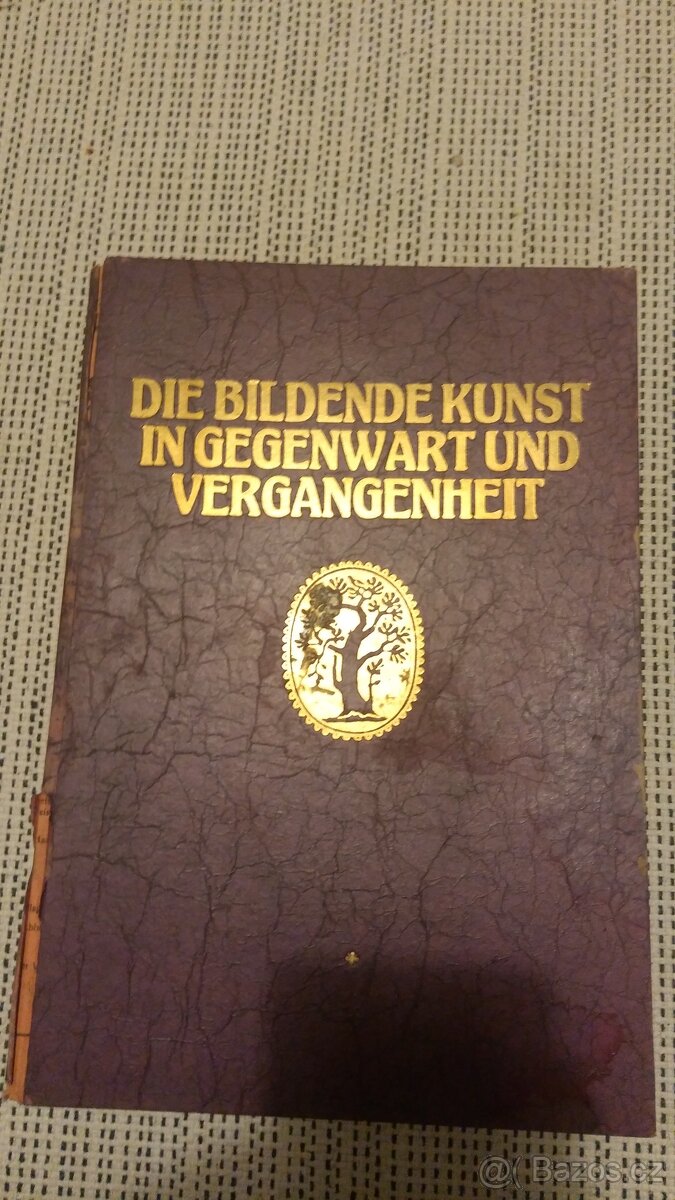 DIE BILDENDE KUNST
IN GEGENWART UND
VERGANGENHEIT
Bazos.cz